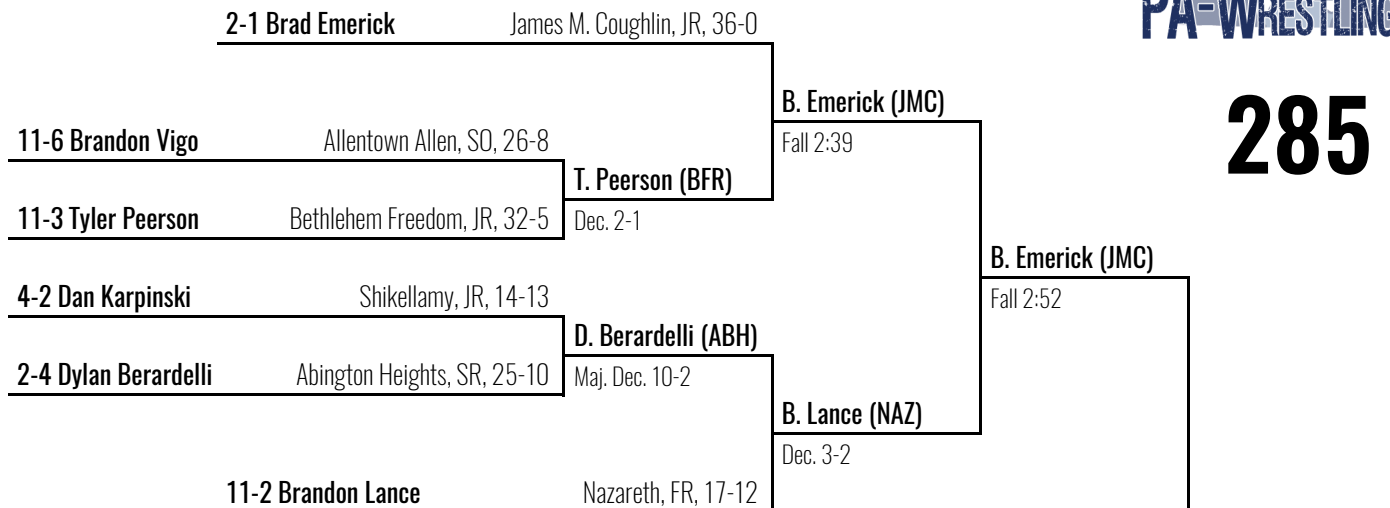 2-1 Brad Emerick James M. Coughlin, JR, 36-0
PA-WRESTLING
B. Emerick (JMC)
285
11-6 Brandon Vigo Allentown Allen, SO, 26-8
Fall 2:39
T. Peerson (BFR)
11-3 Tyler Peerson Bethlehem Freedom, JR, 32-5
Dec. 2-1
B. Emerick (JMC)
4-2 Dan Karpinski Shikellamy, JR, 14-13
Fall 2:52
D. Berardelli (ABH)
2-4 Dylan Berardelli Abington Heights, SR, 25-10
Maj. Dec. 10-2
B. Lance (NAZ)
Dec. 3-2
11-2 Brandon Lance Nazareth, FR, 17-12